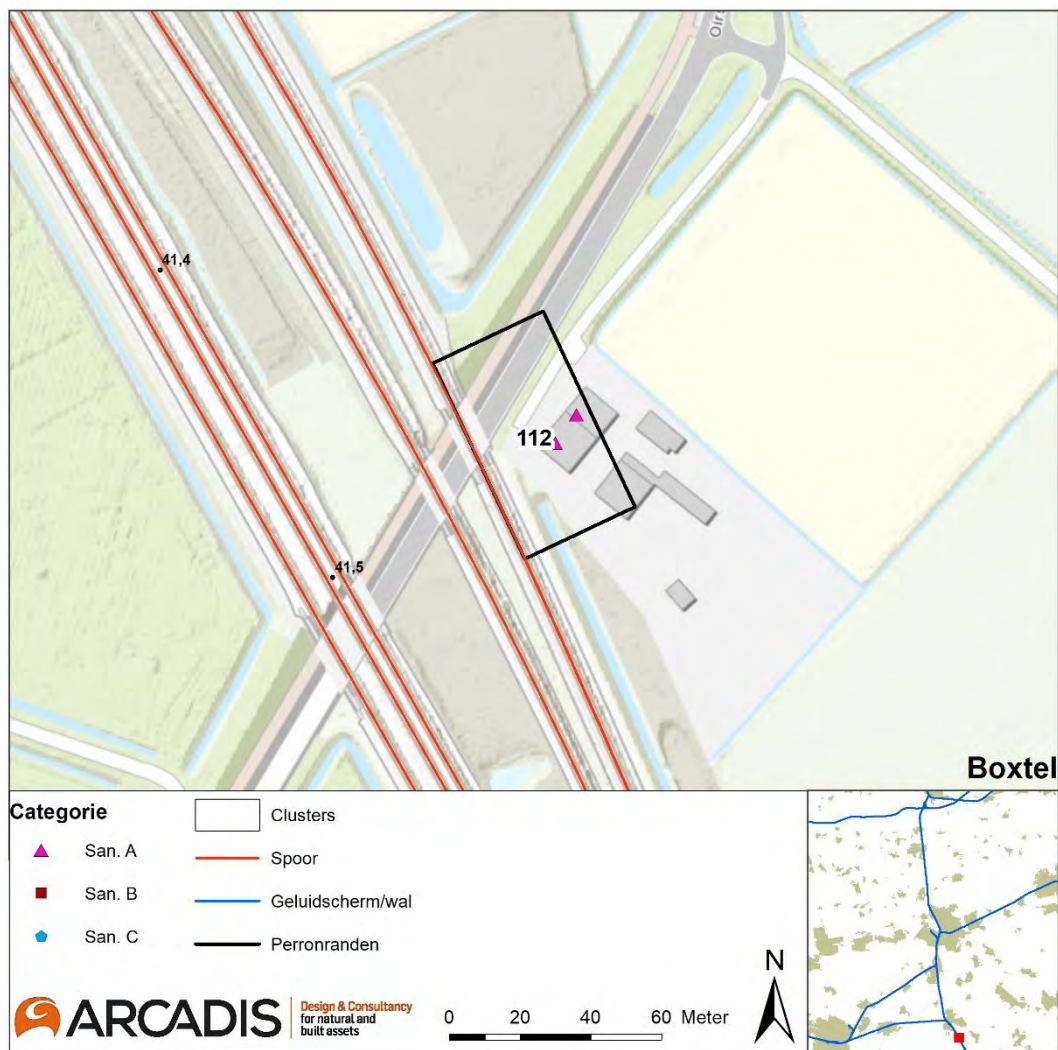 Oirs
41,4
112
41,5
Boxtel
Categorie
San. A
San. B
San. C
Clusters
Spoor
Geluidscherm/wal
Perronranden
ARCADIS
Design & Consultancy
for natural and
built assets
0 20 40 60 Meter
N